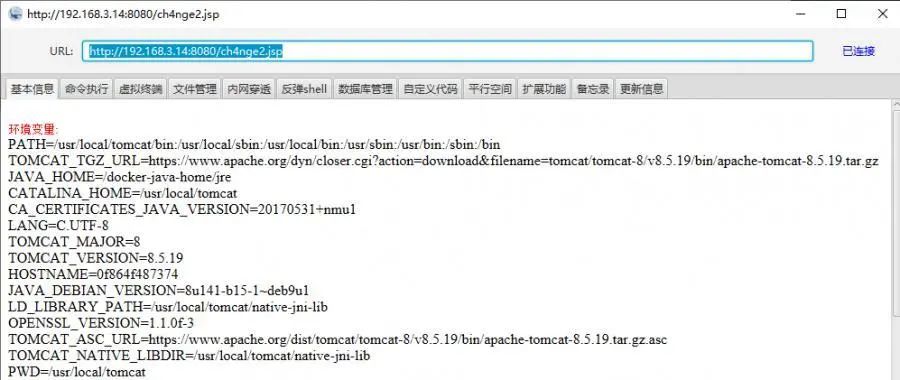 http://192.168.3.14:8080/ch4nge2.jsp
URL: http://192.168.3.14:8080/ch4nge2.jsp 已连接
基本信息 命令执行 虚拟终端 文件管理 内网穿透 反弹shell 数据库管理 自定义代码 平行空间 扩展功能 备忘录 更新信息
环境变量:
PATH=/usr/local/tomcat/bin:/usr/local/sbin:/usr/local/bin:/usr/sbin:/usr/bin:/sbin:/bin
TOMCAT_TGZ_URL=https://www.apache.org/dyn/closer.cgi?action=download&filename=tomcat/tomcat-8/v8.5.19/bin/apache-tomcat-8.5.19.tar.gz
JAVA_HOME=/docker-java-home/jre
CATALINA_HOME=/usr/local/tomcat
CA_CERTIFICATES_JAVA_VERSION=20170531+nmu1
LANG=C.UTF-8
TOMCAT_MAJOR=8
TOMCAT_VERSION=8.5.19
HOSTNAME=0f864f487374
JAVA_DEBIAN_VERSION=8u141-b15-1~deb9u1
LD_LIBRARY_PATH=/usr/local/tomcat/native-jni-lib
OPENSSL_VERSION=1.1.0f-3
TOMCAT_ASC_URL=https://www.apache.org/dist/tomcat/tomcat-8/v8.5.19/bin/apache-tomcat-8.5.19.tar.gz.asc
TOMCAT_NATIVE_LIBDIR=/usr/local/tomcat/native-jni-lib
PWD=/usr/local/tomcat